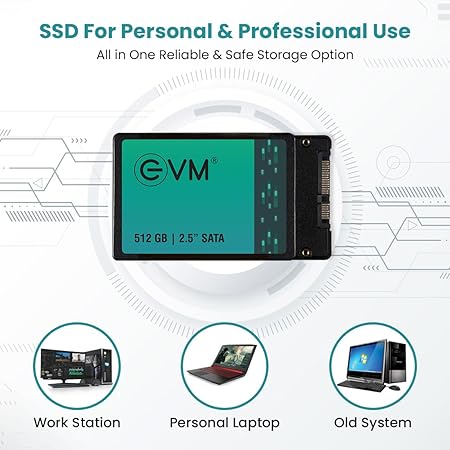 SSD For Personal & Professional Use
All in One Reliable & Safe Storage Option
EVM®
512 GB | 2.5” SATA
Work Station
Personal Laptop
Old System